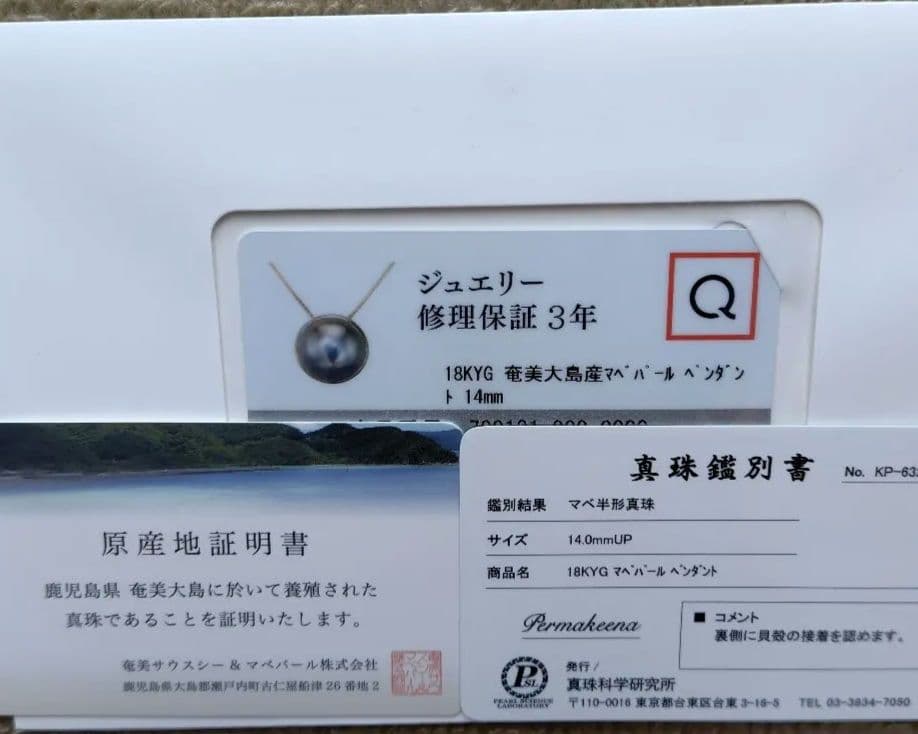 ジュエリー
修理保証 3年
Q
18KYG 奄美大島産ﾏﾍﾞﾊﾟｰﾙ ﾍﾟﾝﾀﾞﾝ
ﾄ 14mm
原産地証明書
鹿児島県 奄美大島に於いて養殖された
真珠であることを証明いたします。
奄美サウスシー&マベパール株式会社
鹿児島県大島郡瀬戸内町古仁屋船津 26 番地 2
真珠鑑別書
No. KP-63
鑑別結果 マベ半形真珠
サイズ 14.0mmUP
商品名 18KYG ﾏﾍﾞﾊﾟｰﾙ ﾍﾟﾝﾀﾞﾝﾄ
Permakeena
■ コメント
裏側に貝殻の接着を認めます。
PSL
PEARL SCIENCE
LABORATORY
発行/
真珠科学研究所
〒110-0016 東京都台東区台東 3-16-5 TEL 03-3834-7050